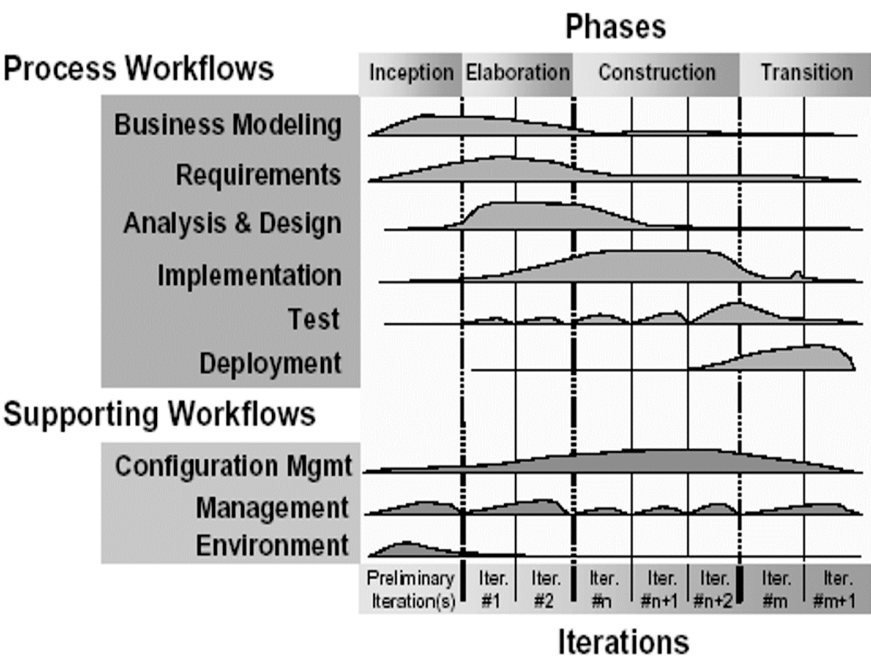 Phases
Process Workflows
Inception Elaboration Construction Transition
Business Modeling
Requirements
Analysis & Design
Implementation
Test
Deployment
Supporting Workflows
Configuration Mgmt
Management
Environment
Preliminary Iter. Iter. Iter. Iter. Iter. Iter. Iter.
Iteration(s) #1 #2 #n #n+1 #n+2 #m #m+1
Iterations